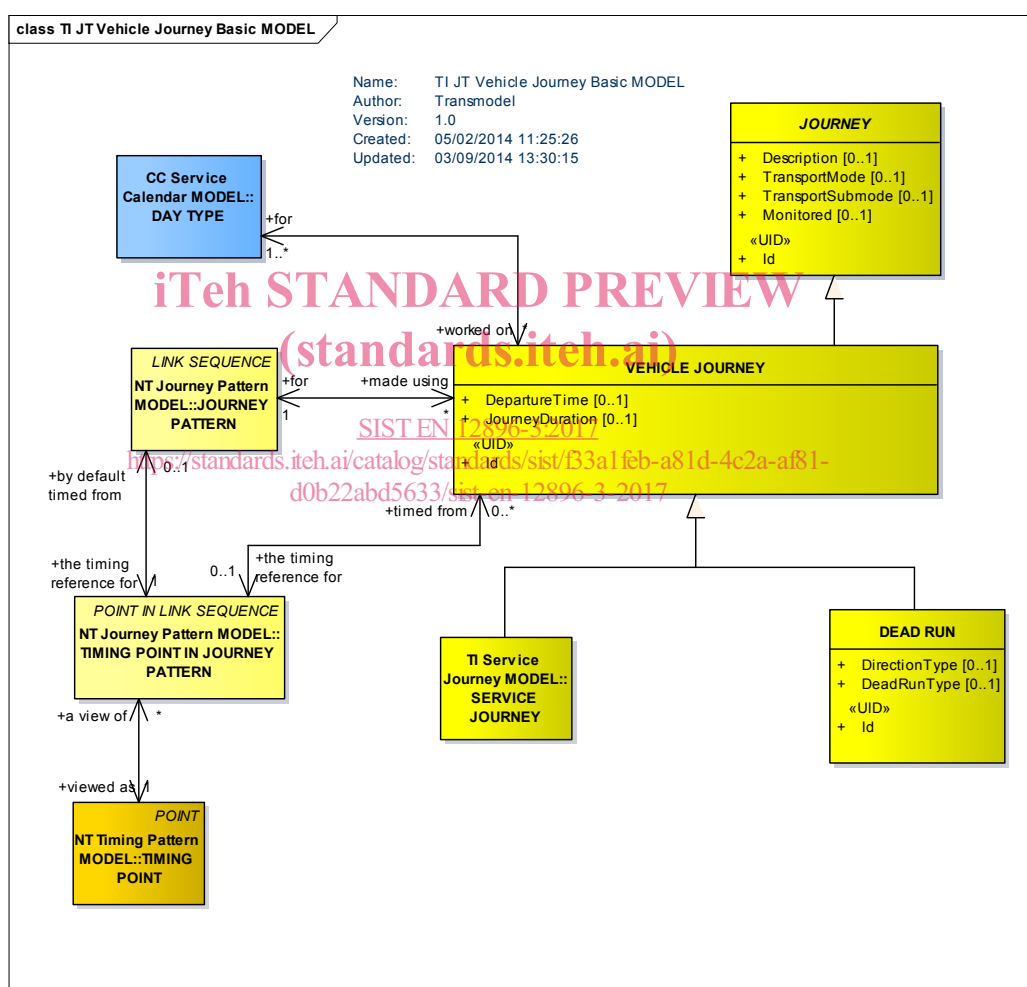 class TI JT Vehicle Journey Basic MODEL
Name: TI JT Vehicle Journey Basic MODEL
Author: Transmodel
Version: 1.0
Created: 05/02/2014 11:25:26
Updated: 03/09/2014 13:30:15
JOURNEY
+ Description [0..1]
+ TransportMode [0..1]
+ TransportSubmode [0..1]
+ Monitored [0..1]
«UID»
+ Id
CC Service
Calendar MODEL::
DAY TYPE
+for
1..*
iTeh STANDARD PREVIEW
(standards.iteh.ai)
+worked on
*
LINK SEQUENCE
NT Journey Pattern
MODEL::JOURNEY
PATTERN
+for
1
+made using
*
VEHICLE JOURNEY
+ DepartureTime [0..1]
+ JourneyDuration [0..1]
«UID»
+ Id
SIST EN 12896-3:2017
https://standards.iteh.ai/catalog/standards/sist/f33a1feb-a81d-4c2a-af81-
d0b22abd5633/sist-en-12896-3-2017
0..1
+by default
timed from
+timed from
0..*
+the timing
reference for
1
0..1
+the timing
reference for
POINT IN LINK SEQUENCE
NT Journey Pattern MODEL::
TIMING POINT IN JOURNEY
PATTERN
TI Service
Journey MODEL::
SERVICE
JOURNEY
DEAD RUN
+ DirectionType [0..1]
+ DeadRunType [0..1]
«UID»
+ Id
+a view of
*
+viewed as
1
POINT
NT Timing Pattern
MODEL::TIMING
POINT